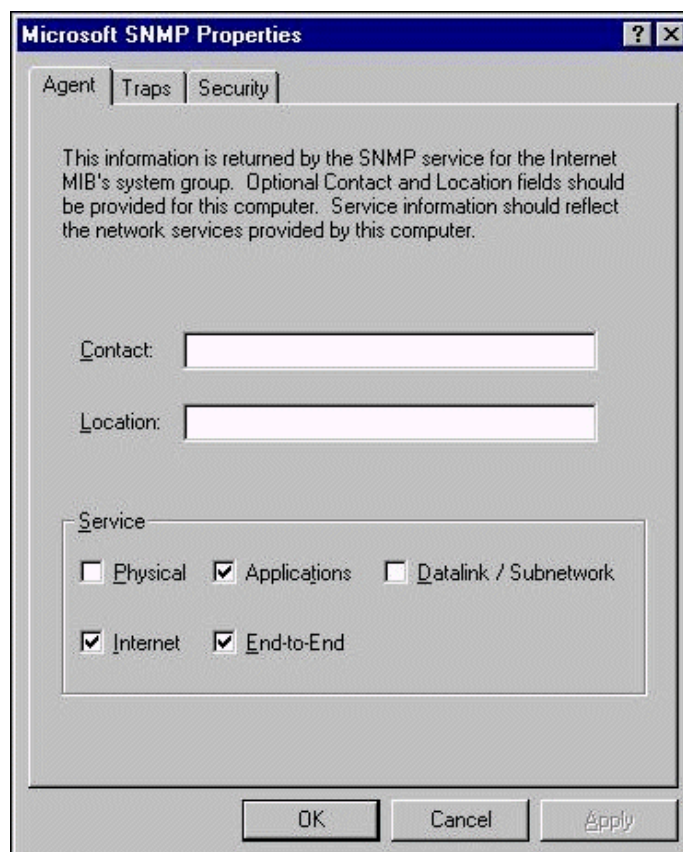 Microsoft SNMP Properties
Agent Traps Security
This information is returned by the SNMP service for the Internet
MIB's system group. Optional Contact and Location fields should
be provided for this computer. Service information should reflect
the network services provided by this computer.
Contact:
Location:
Service
Physical Applications Datalink / Subnetwork
Internet End-to-End
OK Cancel Apply